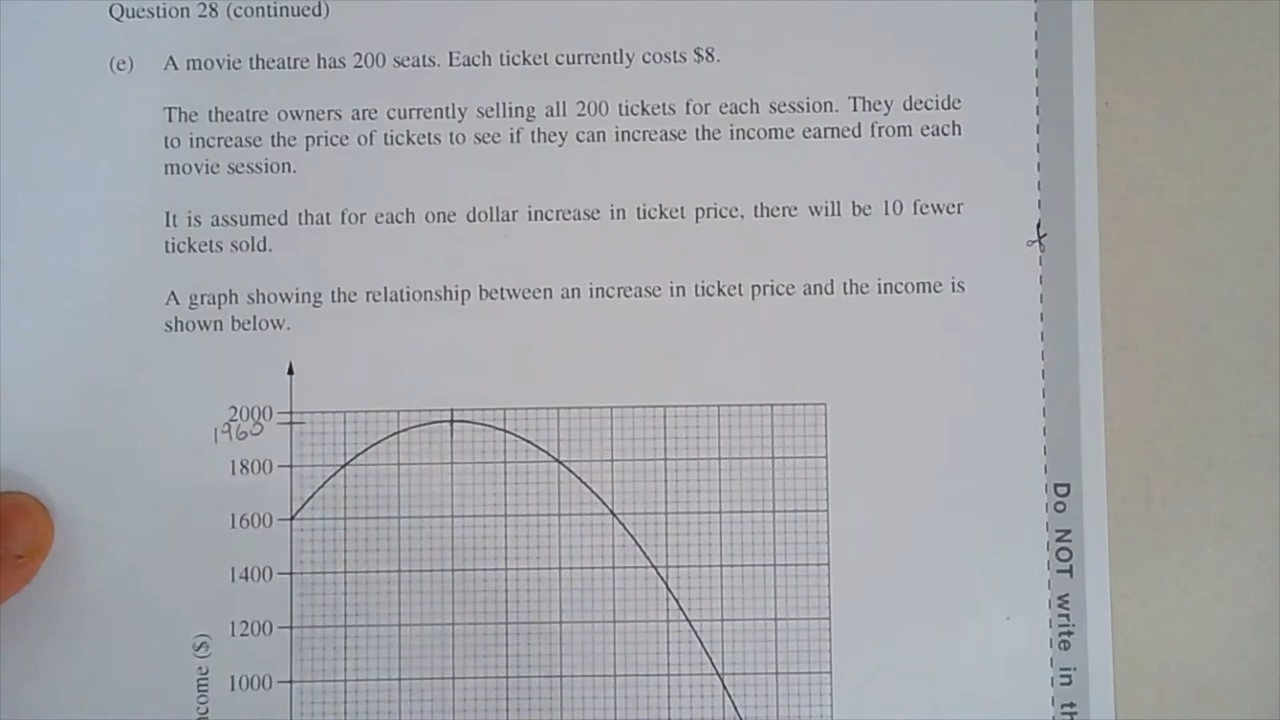 Question 28 (continued)
(e) A movie theatre has 200 seats. Each ticket currently costs $8.
The theatre owners are currently selling all 200 tickets for each session. They decide
to increase the price of tickets to see if they can increase the income earned from each
movie session.
It is assumed that for each one dollar increase in ticket price, there will be 10 fewer
tickets sold.
A graph showing the relationship between an increase in ticket price and the income is
shown below.
2000
1960
1800
1600
1400
1200
1000
($)
Do NOT write in